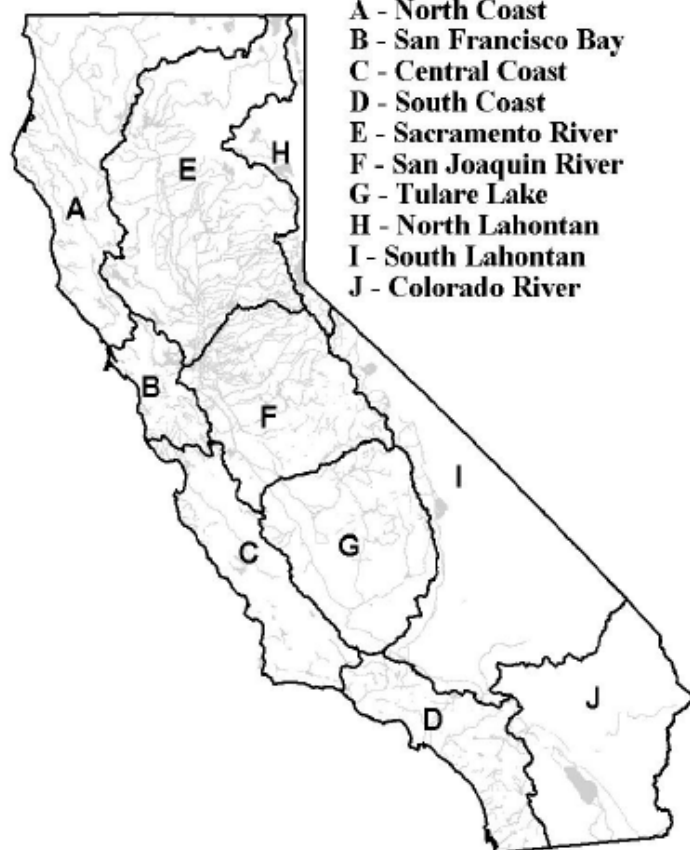 A - North Coast
B - San Francisco Bay
C - Central Coast
D - South Coast
E - Sacramento River
F - San Joaquin River
G - Tulare Lake
H - North Lahontan
I - South Lahontan
J - Colorado River
H
E
A
B
F
I
G
C
J
D